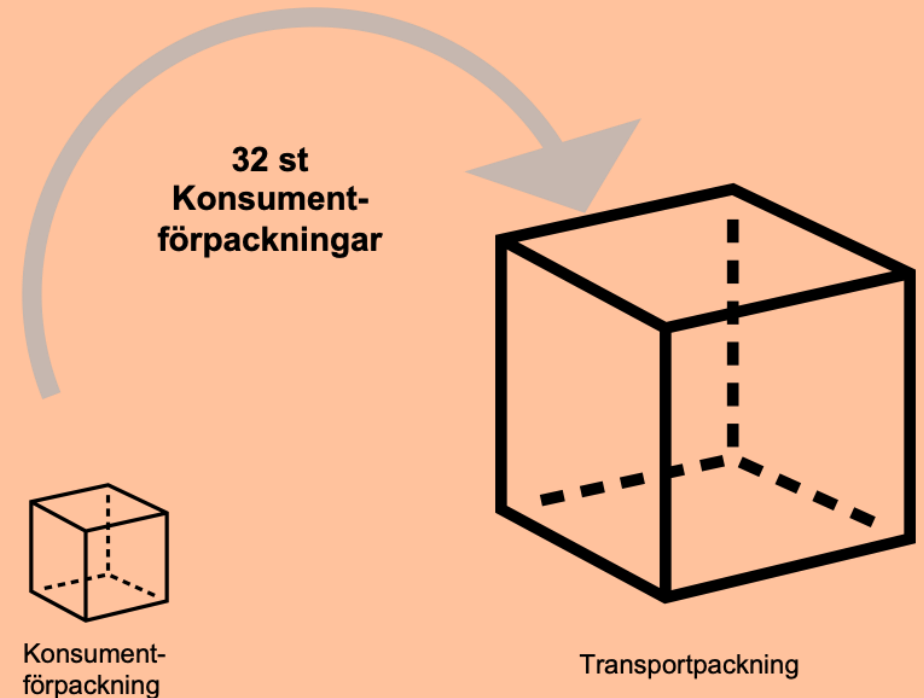 32 st
Konsument-
förpackningar
Konsument-
förpackning
Transportpackning